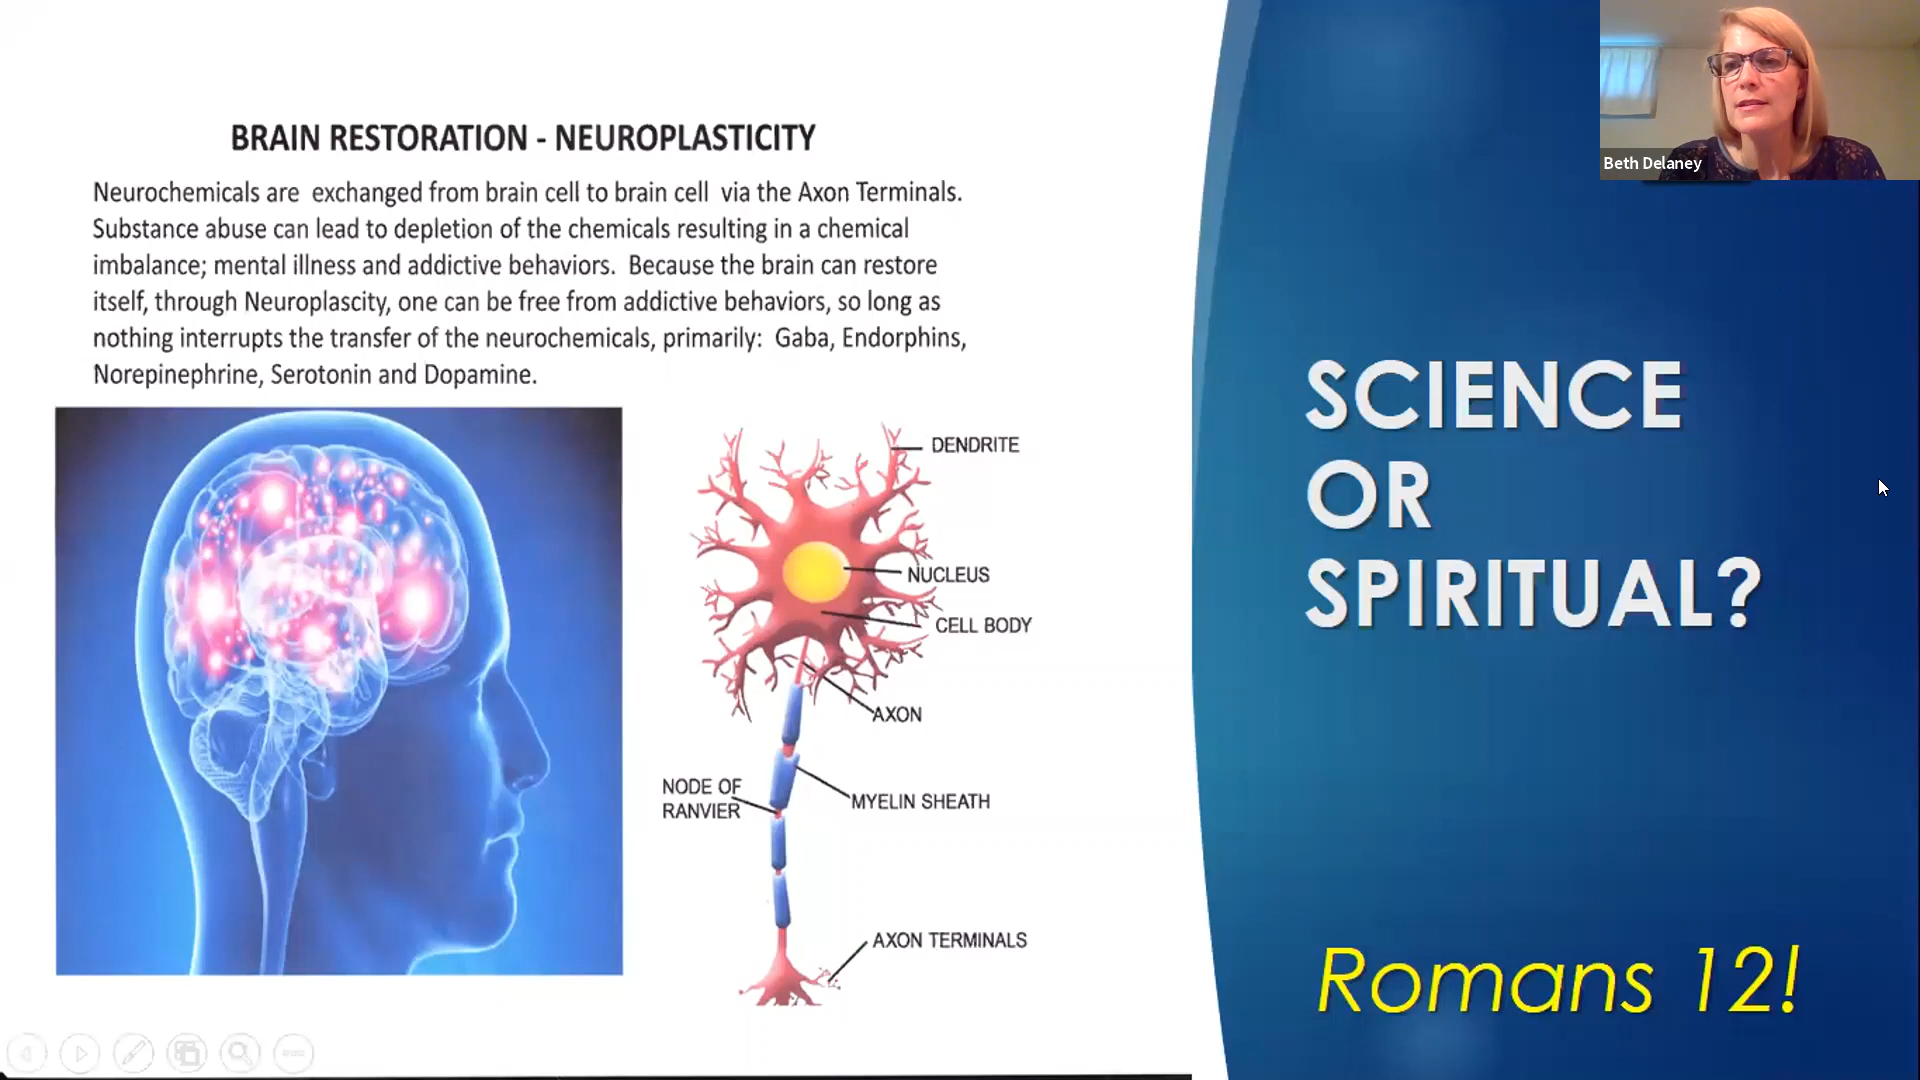 BRAIN RESTORATION - NEUROPLASTICITY
Neurochemicals are exchanged from brain cell to brain cell via the Axon Terminals.
Substance abuse can lead to depletion of the chemicals resulting in a chemical
imbalance; mental illness and addictive behaviors. Because the brain can restore
itself, through Neuroplascity, one can be free from addictive behaviors, so long as
nothing interrupts the transfer of the neurochemicals, primarily: Gaba, Endorphins,
Norepinephrine, Serotonin and Dopamine.
DENDRITE
NUCLEUS
CELL BODY
AXON
NODE OF
RANVIER
MYELIN SHEATH
AXON TERMINALS
SCIENCE
OR
SPIRITUAL?
Romans 12!
Beth Delaney